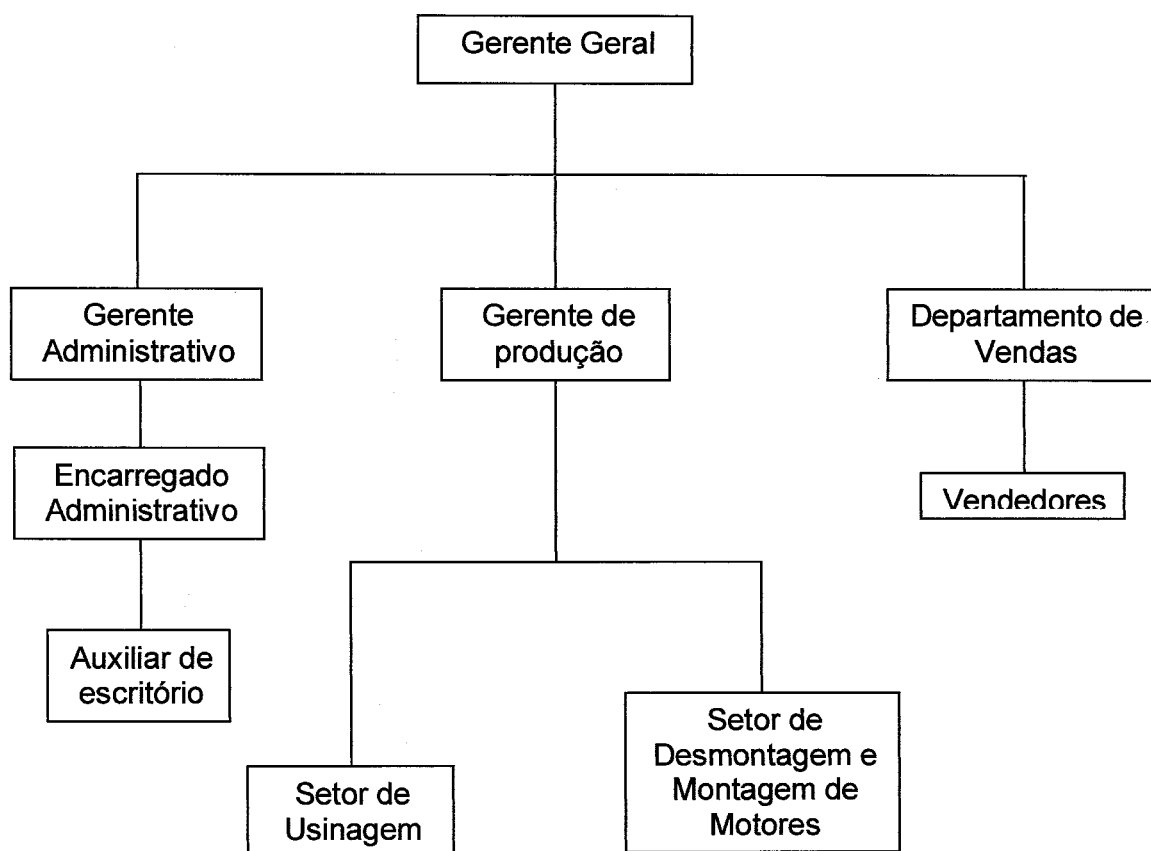 Gerente Geral
Gerente
Administrativo
Gerente de
produção
Departamento de
Vendas
Encarregado
Administrativo
Vendedores
Auxiliar de
escritório
Setor de
Desmontagem e
Montagem de
Motores
Setor de
Usinagem